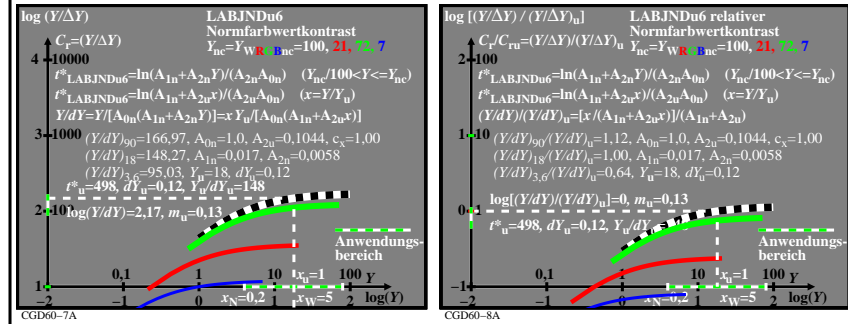 log (Y/ΔY)
LABJNDu6
Normfarbwertkontrast
Cr=(Y/ΔY)
Ync=YWRGBnc=100, 21, 72, 7
4 10000
t*LABJNDu6=ln(A1n+A2nY)/(A2nA0n) (Ync/100<Y<=Ync)
t*LABJNDu6=ln(A1n+A2ux)/(A2uA0n) (x=Y/Yu)
Y/dY=Y/[A0n(A1n+A2nY)]=x Yu/[A0n(A1n+A2ux)]
3 1000
(Y/dY)90=166,97, A0n=1,0, A2u=0,1044, cx=1,00
(Y/dY)18=148,27, A1n=0,017, A2n=0,0058
(Y/dY)3,6=95,03, Yu=18, dYu=0,12
t*u=498, dYu=0,12, Yu/dYu=148
2 100
log(Y/dY)=2,17, mu=0,13
Anwendungs-
bereich
xu=1
0,1 1 10 100 Y
1
xN=0,2 xW=5 log(Y)
−2 −1 0 1 2
CGD60−7A
log [(Y/ΔY) / (Y/ΔY)u]
LABJNDu6 relativer
Normfarbwertkontrast
Cr/Cru=(Y/ΔY)/(Y/ΔY)u
Ync=YWRGBnc=100, 21, 72, 7
2 100
t*LABJNDu6=ln(A1n+A2nY)/(A2nA0n) (Ync/100<Y<=Ync)
t*LABJNDu6=ln(A1n+A2ux)/(A2uA0n) (x=Y/Yu)
(Y/dY)/(Y/dY)u=[x/(A1n+A2ux)]/(A1n+A2u)
1 10
(Y/dY)90/(Y/dY)u=1,12, A0n=1,0, A2u=0,1044, cx=1,00
(Y/dY)18/(Y/dY)u=1,00, A1n=0,017, A2n=0,0058
(Y/dY)3,6/(Y/dY)u=0,64, Yu=18, dYu=0,12
log[(Y/dY)/(Y/dY)u]=0, mu=0,13
0 1
t*u=498, dYu=0,12, Yu/dY
Anwendungs-
bereich
xu=1
0,1 1 10 100 Y
−1
xN=0,2 xW=5 log(Y)
−2 −1 0 1 2
CGD60−8A